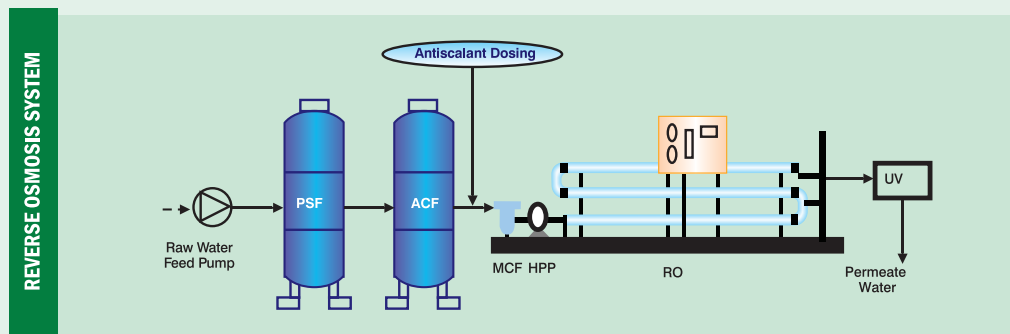 REVERSE OSMOSIS SYSTEM
Antiscalant Dosing
PSF
ACF
UV
Raw Water
Feed Pump
MCF HPP
RO
Permeate
Water